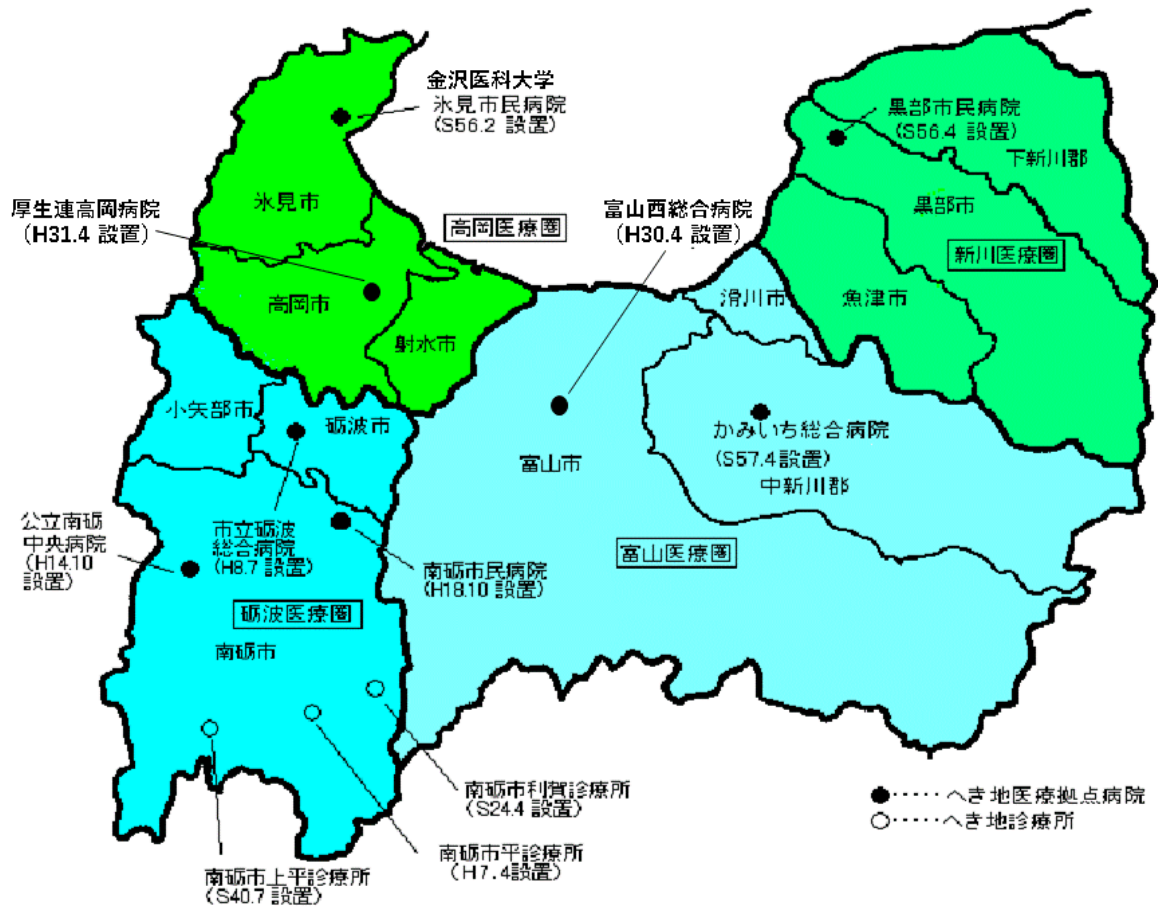 金沢医科大学
氷見市民病院
(S56.2 設置)
黒部市民病院
(S56.4 設置)
下新川郡
厚生連高岡病院
（H31.4 設置）
氷見市
高岡医療圏
富山西総合病院
（H30.4 設置）
黒部市
新川医療圏
高岡市
射水市
滑川市
魚津市
小矢部市
砺波市
富山市
かみいち総合病院
(S57.4設置)
中新川郡
公立南砺
中央病院
(H14.10
設置)
市立砺波
総合病院
(H8.7 設置)
南砺市民病院
(H18.10 設置)
富山医療圏
砺波医療圏
南砺市
南砺市利賀診療所
(S24.4 設置)
南砺市平診療所
(H7.4設置)
南砺市上平診療所
(S40.7 設置)
●‥‥‥へき地医療拠点病院
○‥‥‥へき地診療所